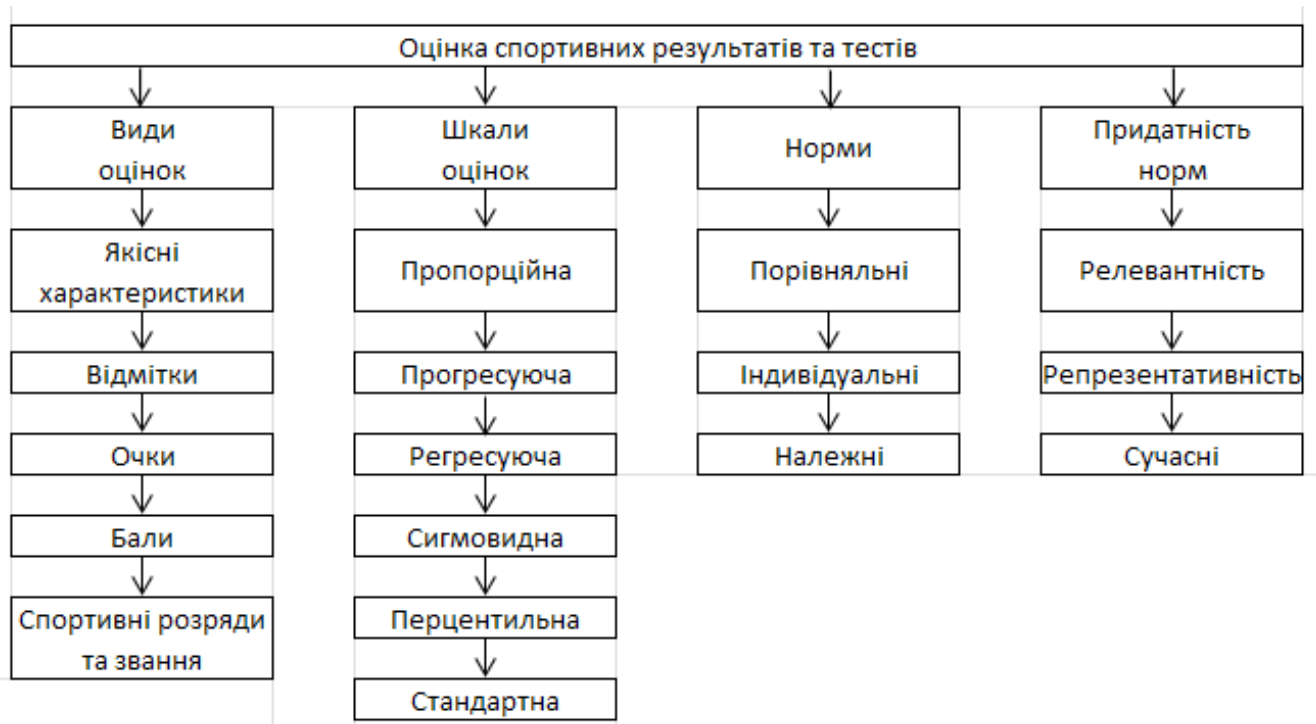 Оцінка спортивних результатів та тестів
Види
оцінок
Якісні
характеристики
Відмітки
Очки
Бали
Спортивні розряди
та звання
Шкали
оцінок
Пропорційна
Прогресуюча
Регресуюча
Сигмовидна
Перцентильна
Стандартна
Норми
Порівняльні
Індивідуальні
Належні
Придатність
норм
Релевантність
Репрезентативність
Сучасні